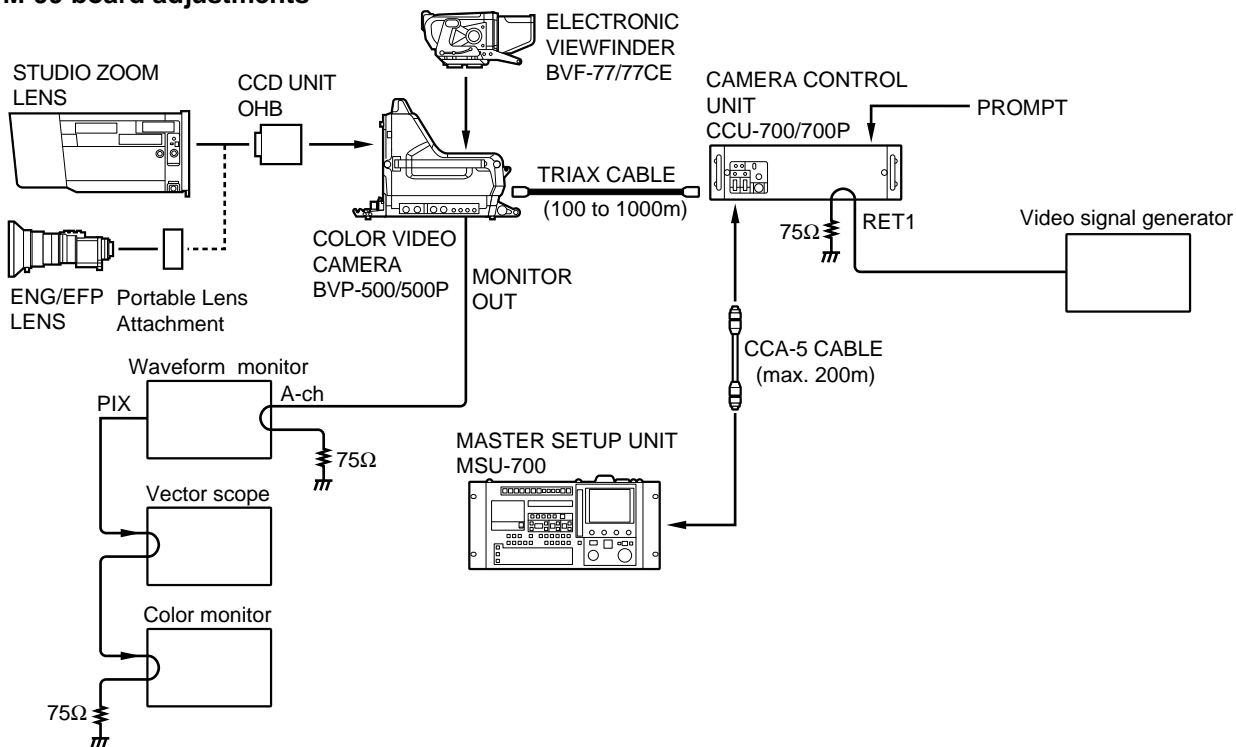 board adjustments
ELECTRONIC
VIEWFINDER
BVF-77/77CE
STUDIO ZOOM
LENS
CCD UNIT
OHB
CAMERA CONTROL
UNIT
CCU-700/700P
PROMPT
TRIAX CABLE
(100 to 1000m)
75Ω
RET1
Video signal generator
COLOR VIDEO
CAMERA
BVP-500/500P
MONITOR
OUT
ENG/EFP
LENS
Portable Lens
Attachment
CCA-5 CABLE
(max. 200m)
Waveform monitor
PIX
A-ch
75Ω
MASTER SETUP UNIT
MSU-700
Vector scope
Color monitor
75Ω